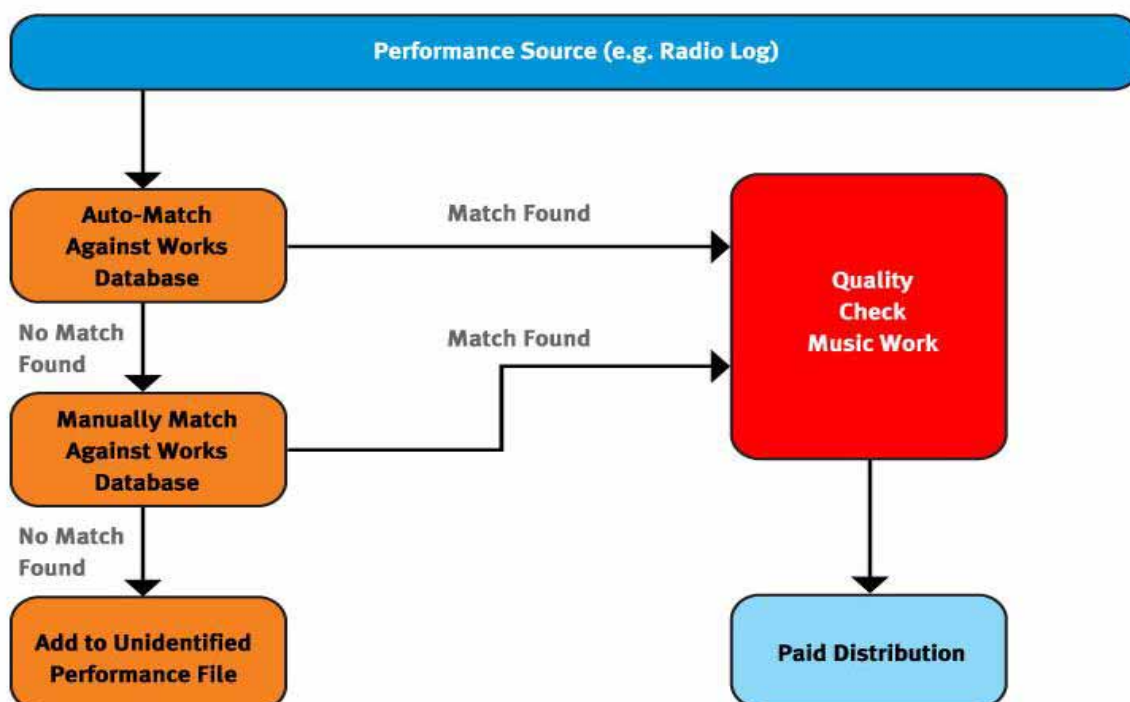 Performance Source (e.g. Radio Log)
Auto-Match
Against Works
Database
Match Found
Quality
Check
Music Work
No Match
Found
Match Found
Manually Match
Against Works
Database
No Match
Found
Add to Unidentified
Performance File
Paid Distribution